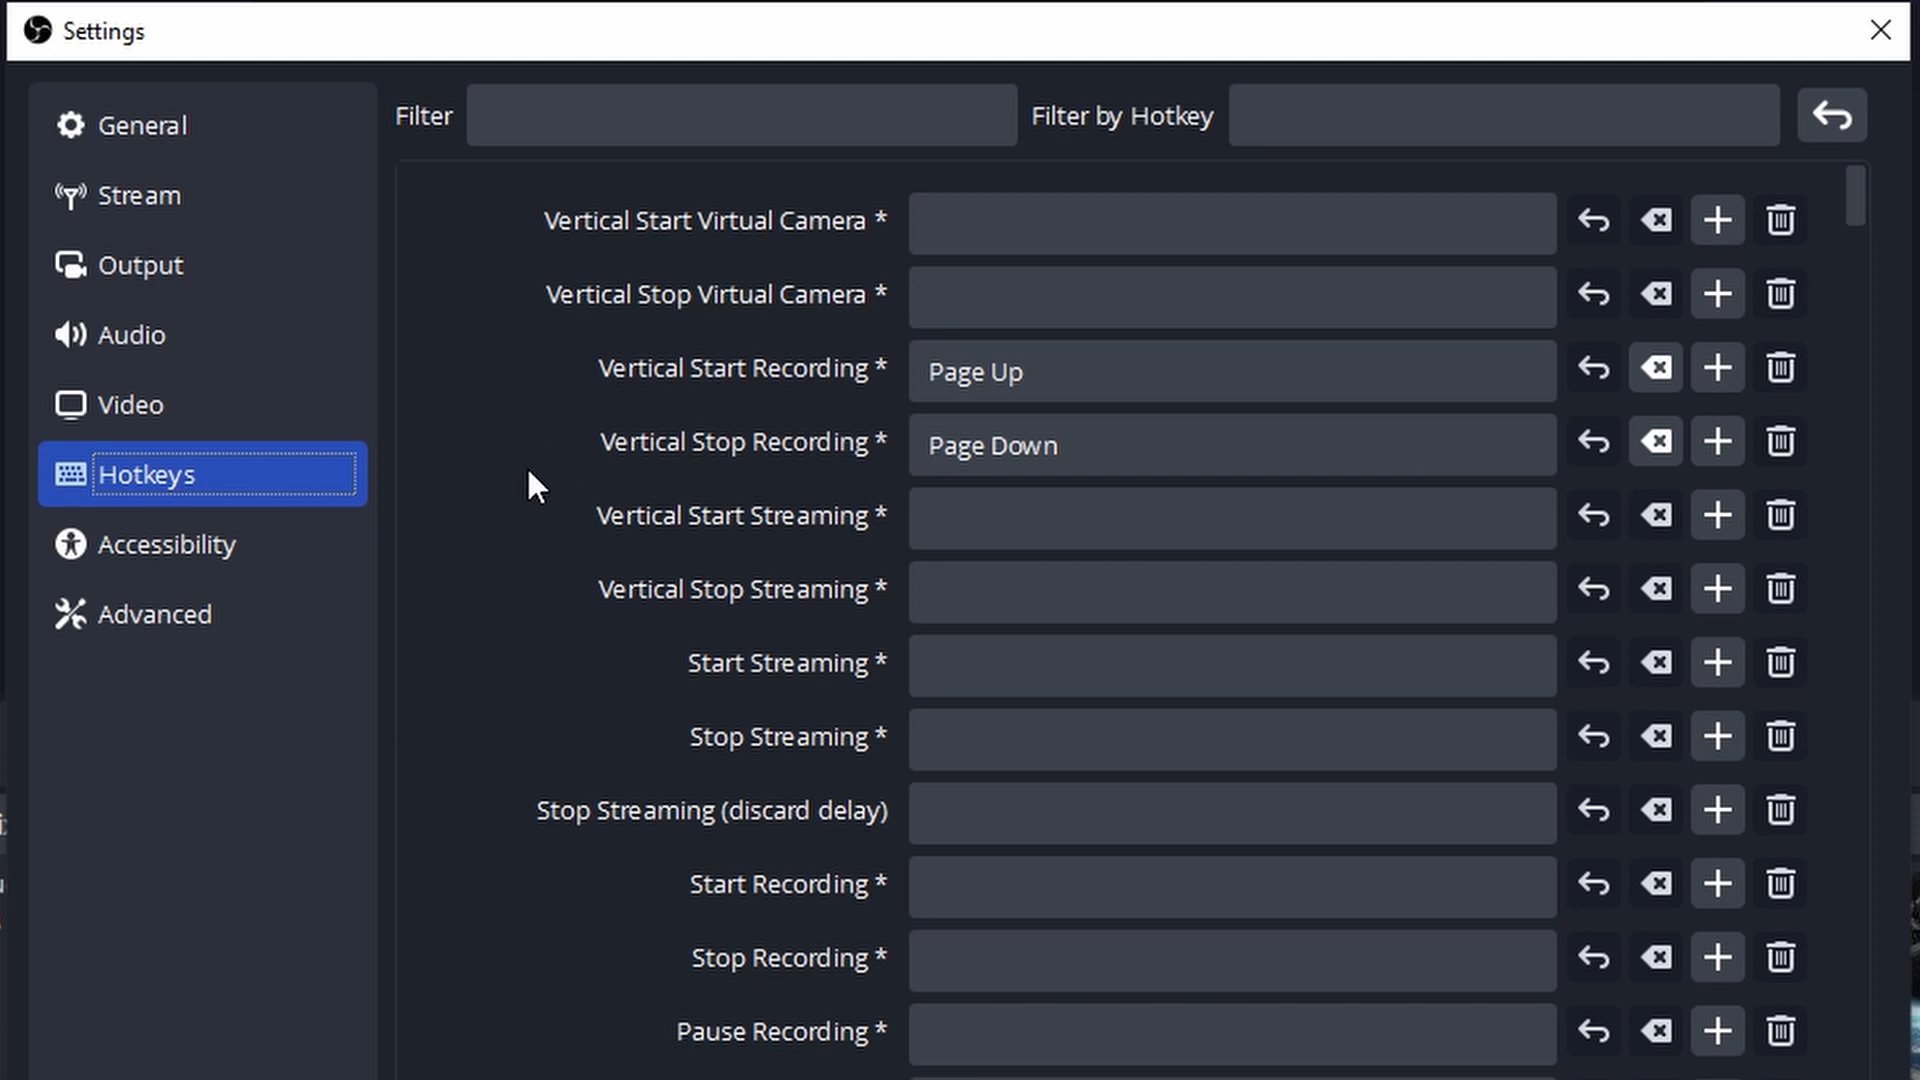 Settings
General
Stream
Output
Audio
Video
Hotkeys
Accessibility
Advanced
Filter
Filter by Hotkey
Vertical Start Virtual Camera *
Vertical Stop Virtual Camera *
Vertical Start Recording * Page Up
Vertical Stop Recording * Page Down
Vertical Start Streaming *
Vertical Stop Streaming *
Start Streaming *
Stop Streaming *
Stop Streaming (discard delay)
Start Recording *
Stop Recording *
Pause Recording *